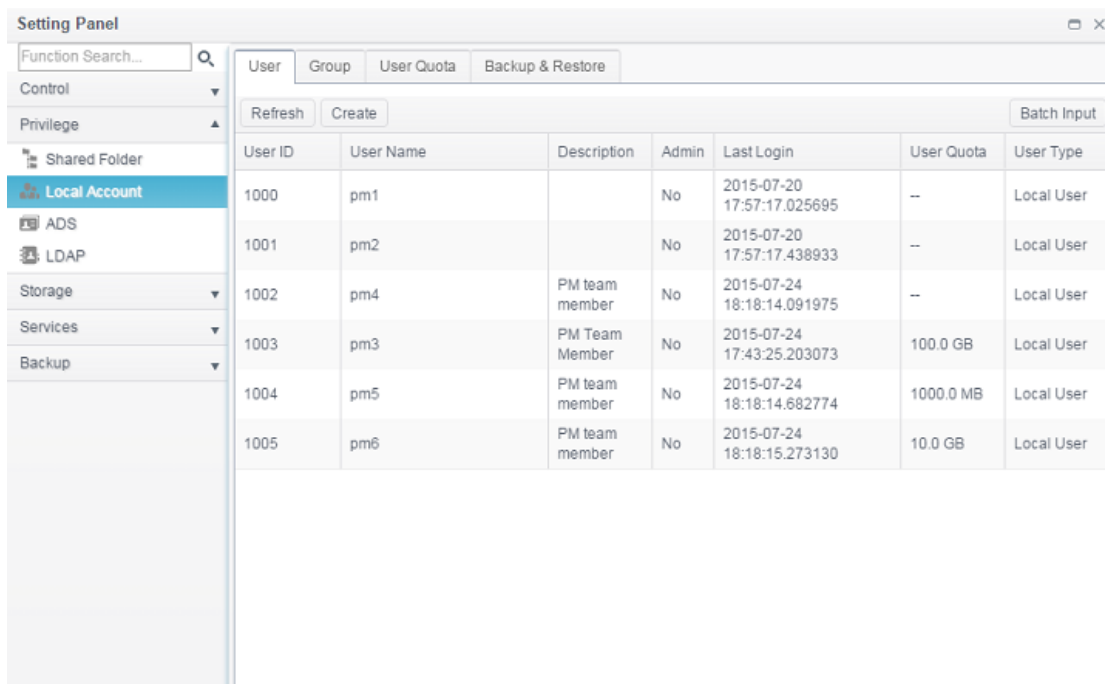 Setting Panel
Function Search...
Control
Privilege
Shared Folder
Local Account
ADS
LDAP
Storage
Services
Backup
User Group User Quota Backup & Restore
Refresh Create Batch Input
User ID User Name Description Admin Last Login User Quota User Type
1000 pm1 No 2015-07-20 17:57:17.025695 -- Local User
1001 pm2 No 2015-07-20 17:57:17.438933 -- Local User
1002 pm4 PM team member No 2015-07-24 18:18:14.091975 -- Local User
1003 pm3 PM Team Member No 2015-07-24 17:43:25.203073 100.0 GB Local User
1004 pm5 PM team member No 2015-07-24 18:18:14.682774 1000.0 MB Local User
1005 pm6 PM team member No 2015-07-24 18:18:15.273130 10.0 GB Local User